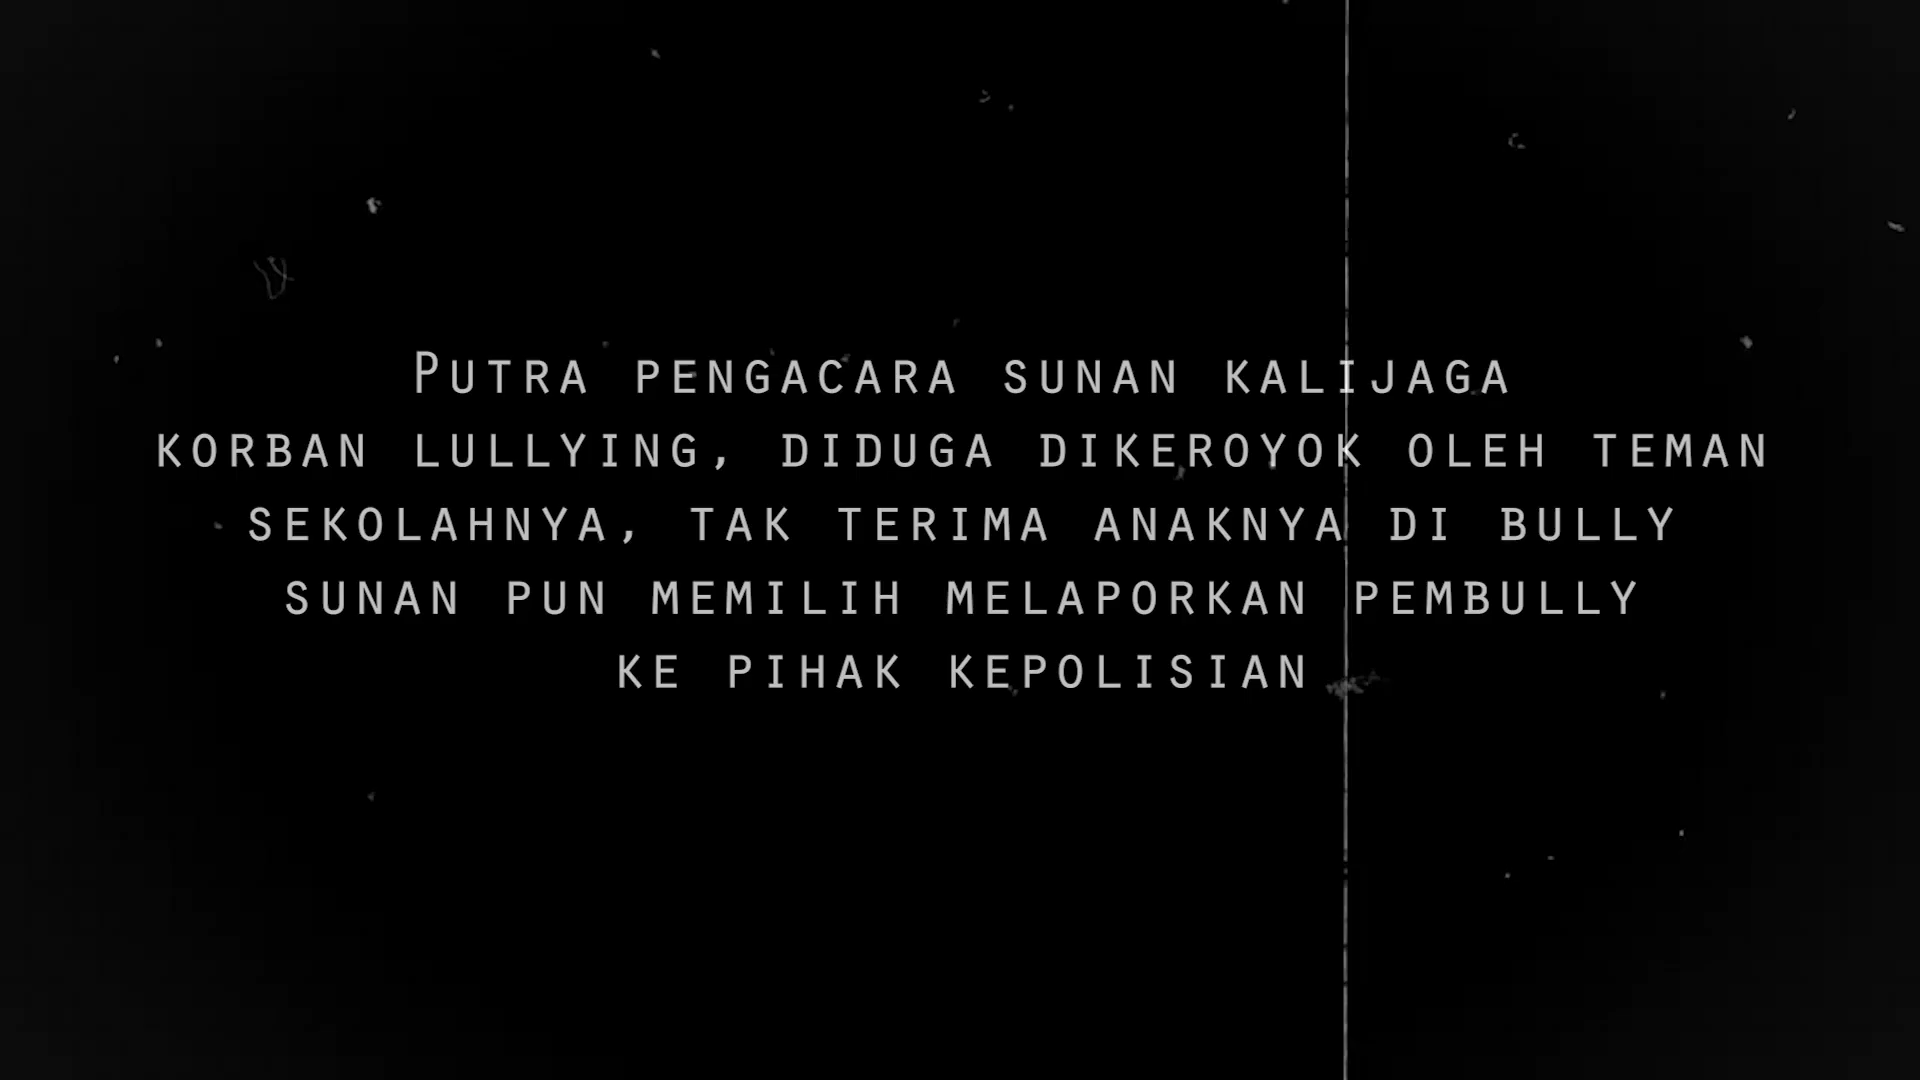 Putra pengacara sunan kalijaga
korban lullying, diduga dikeroyok oleh teman
sekolahnya, tak terima anaknya di bully
sunan pun memilih melaporkan pembully
ke pihak kepolisian